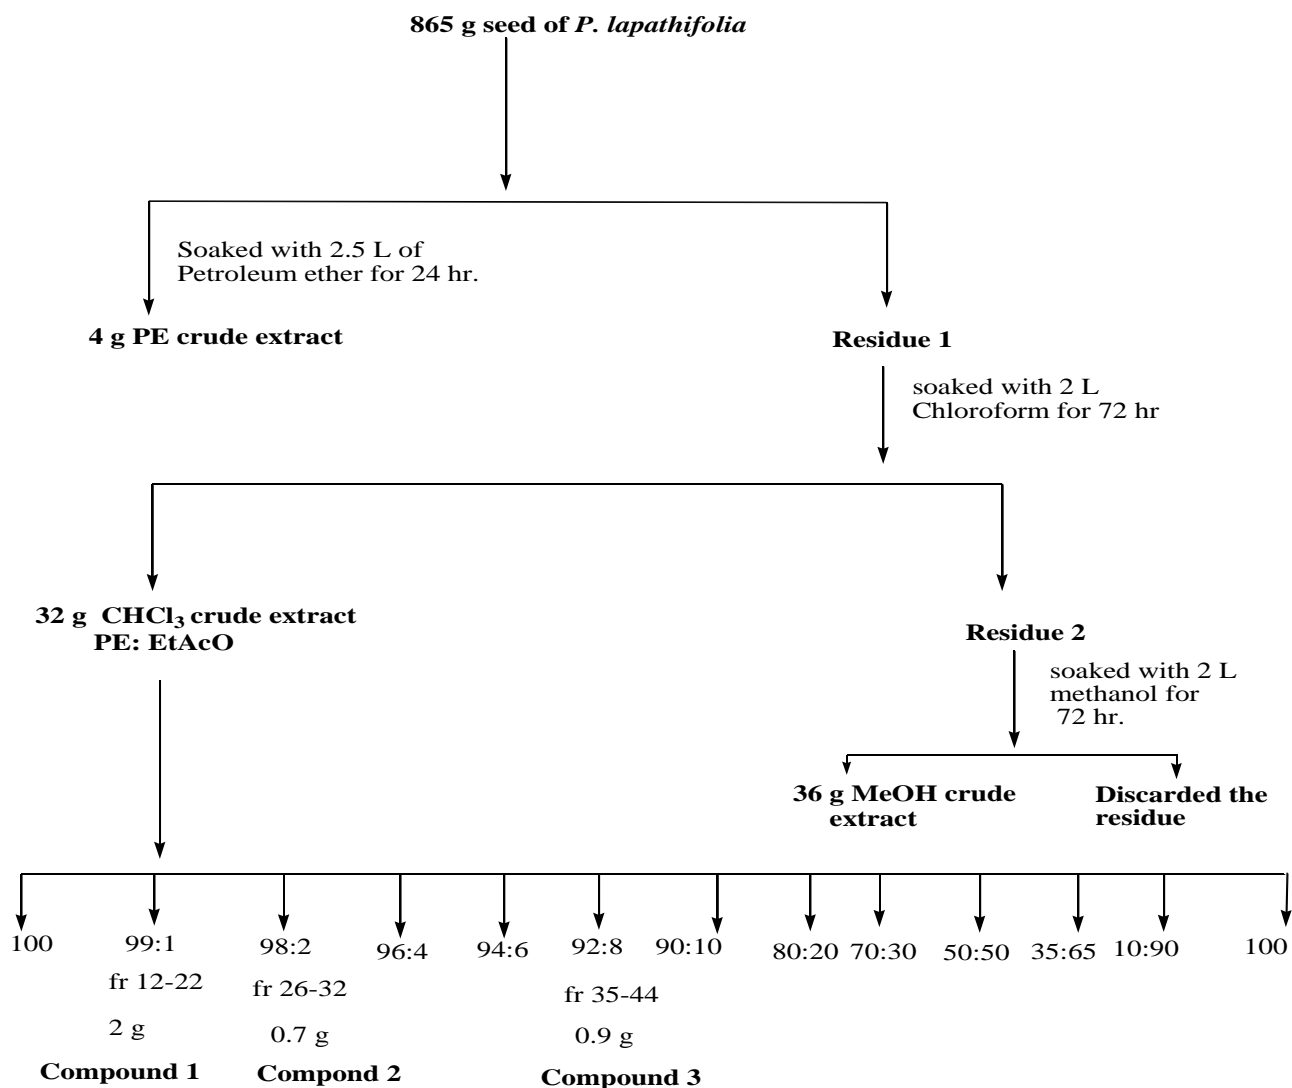 865 g seed of P. lapathifolia
Soaked with 2.5 L of
Petroleum ether for 24 hr.
4 g PE crude extract
Residue 1
soaked with 2 L
Chloroform for 72 hr
32 g CHCl3 crude extract
PE: EtAcO
Residue 2
soaked with 2 L
methanol for
72 hr.
36 g MeOH crude
extract
Discarded the
residue
100 99:1 98:2 96:4 94:6 92:8 90:10 80:20 70:30 50:50 35:65 10:90 100
fr 12-22 fr 26-32 fr 35-44
2 g 0.7 g 0.9 g
Compound 1 Compond 2 Compound 3